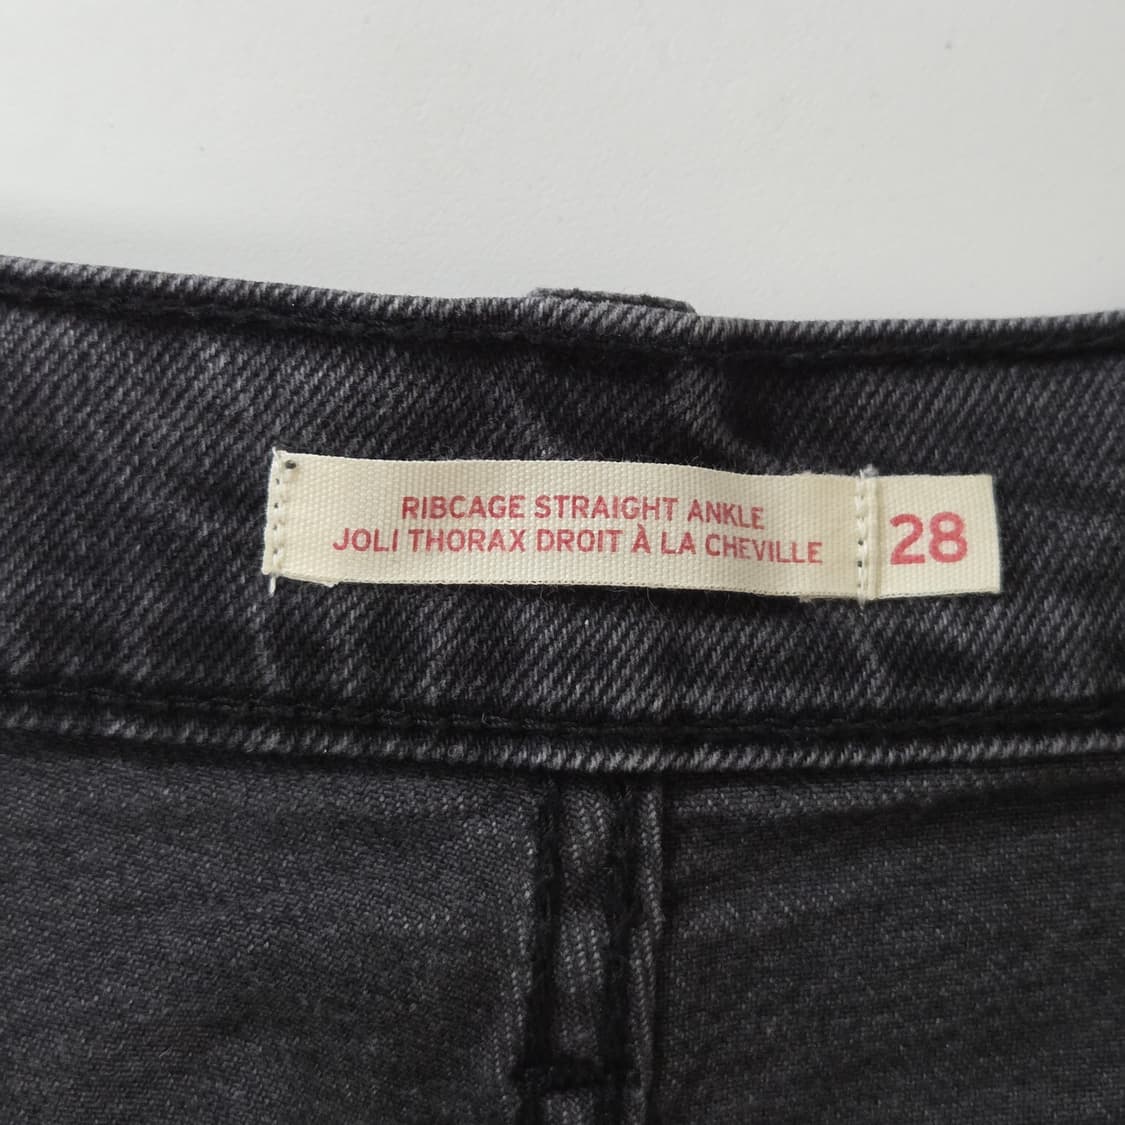 RIBCAGE STRAIGHT ANKLE
JOLI THORAX DROIT À LA CHEVILLE
28